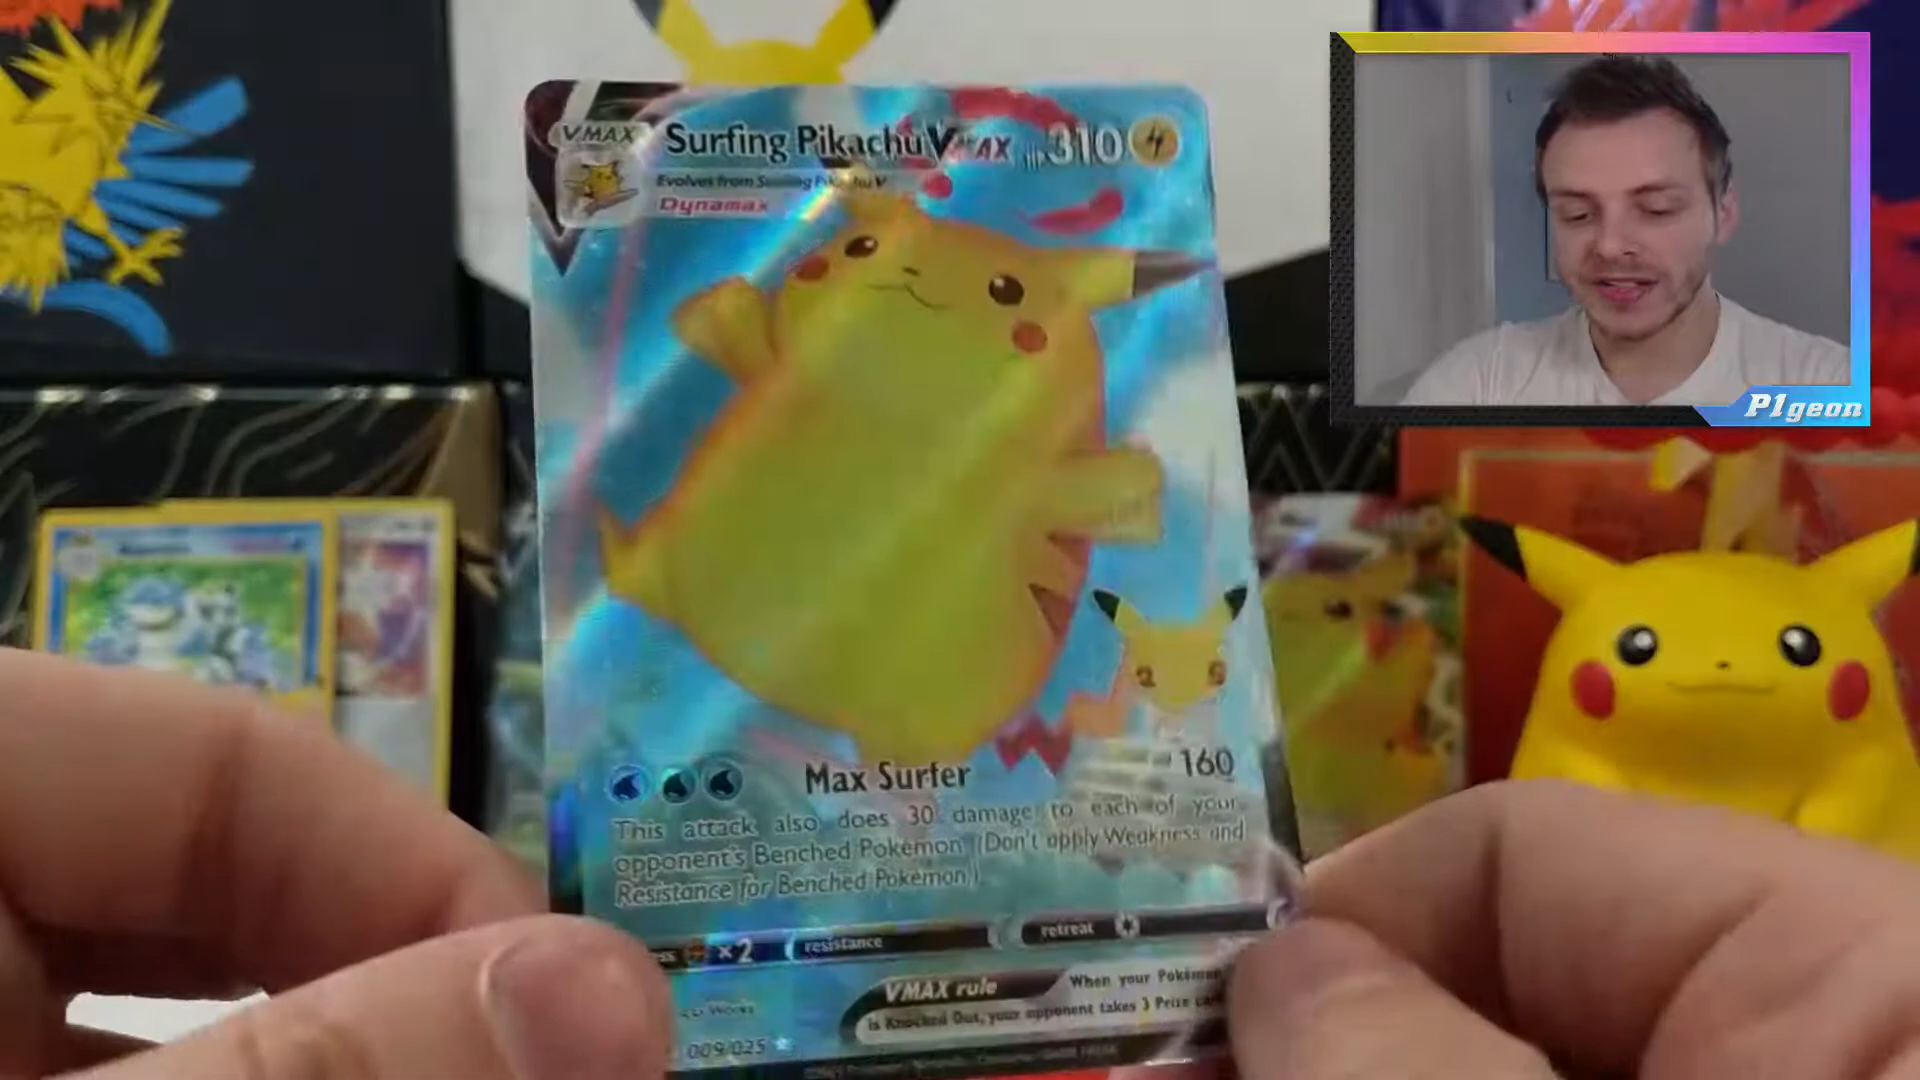 VMAX
Surfing Pikachu VMAX 310
Evolves from Surfing Pikachu V
Dynamax
P1geon
Max Surfer 160
This attack also does 30 damage to each of your
opponent's Benched Pokémon. (Don't apply Weakness and
Resistance for Benched Pokémon.)
×2 resistance retreat
VMAX rule When your Pokémon
is Knocked Out, your opponent takes 3 Prize
009/025